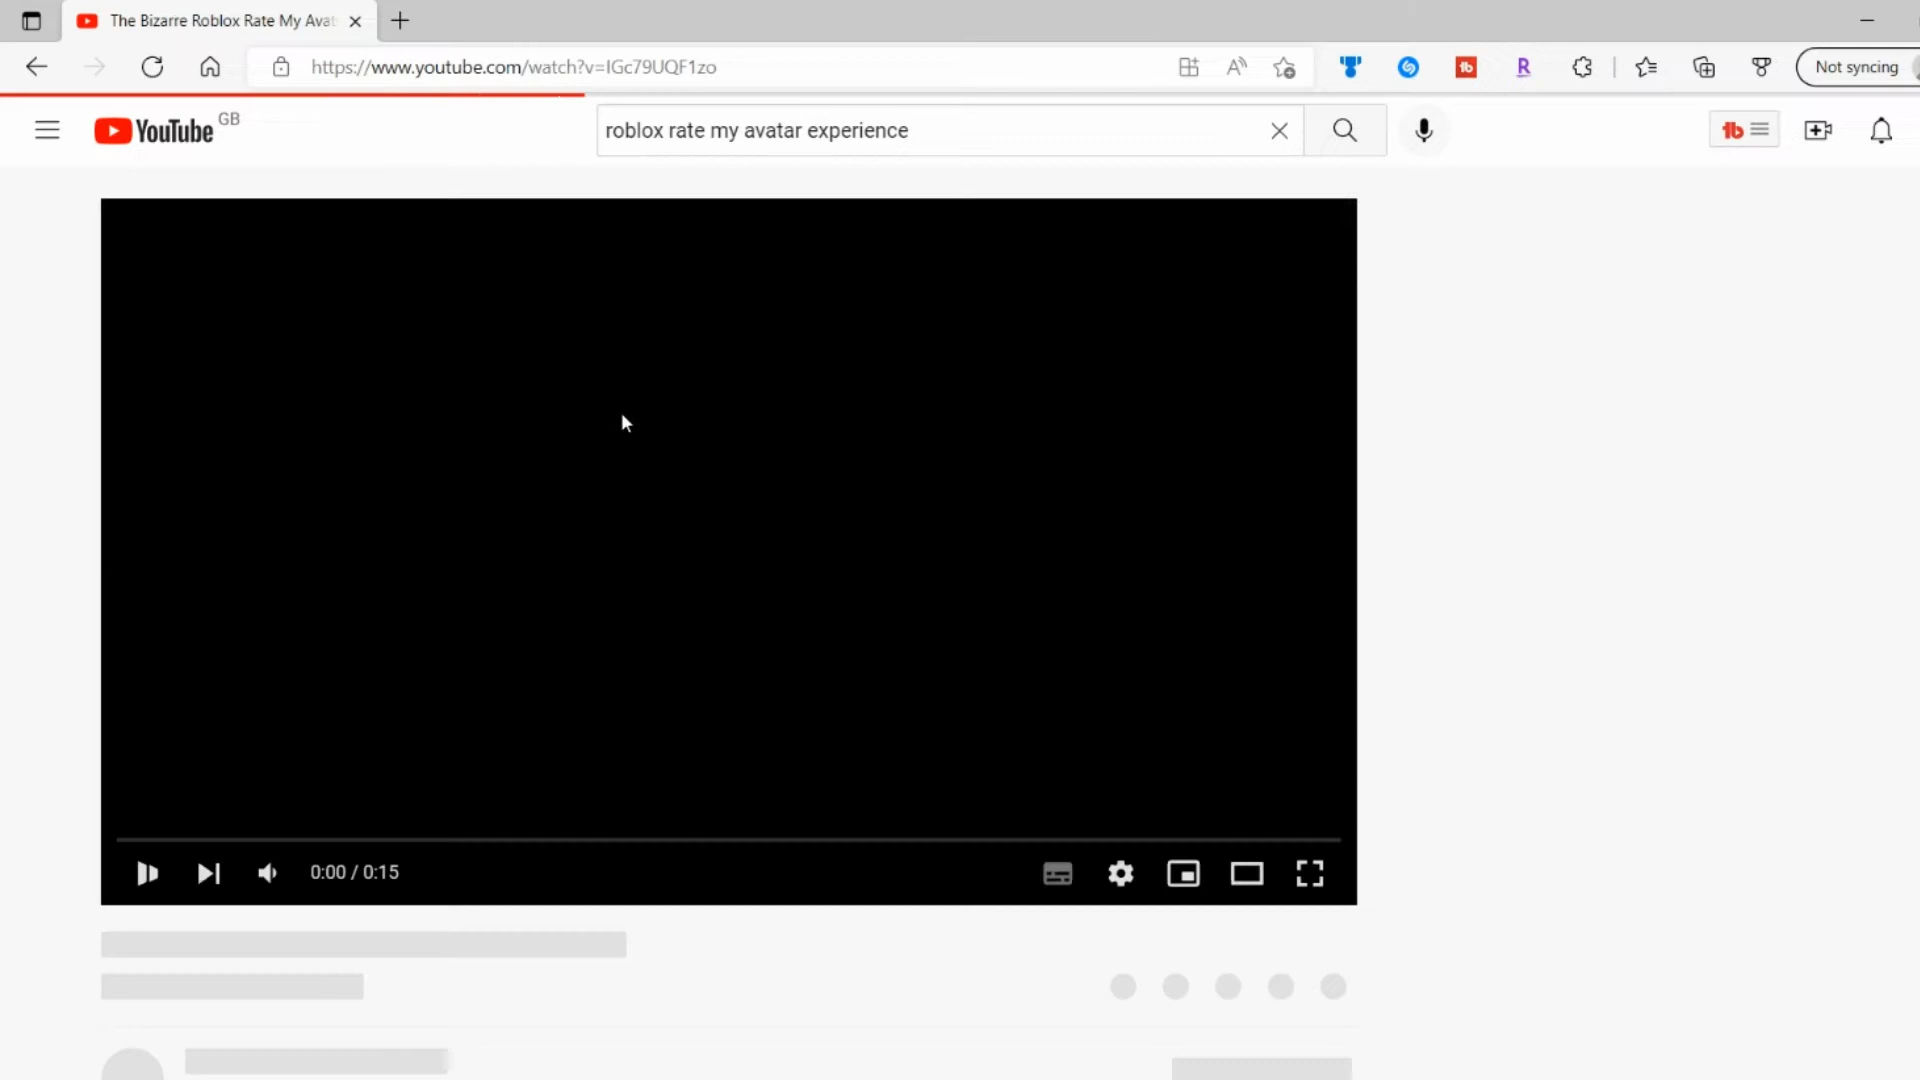 The Bizarre Roblox Rate My Avat
https://www.youtube.com/watch?v=IGc79UQF1zo
Not syncing
YouTube GB
roblox rate my avatar experience
0:00 / 0:15